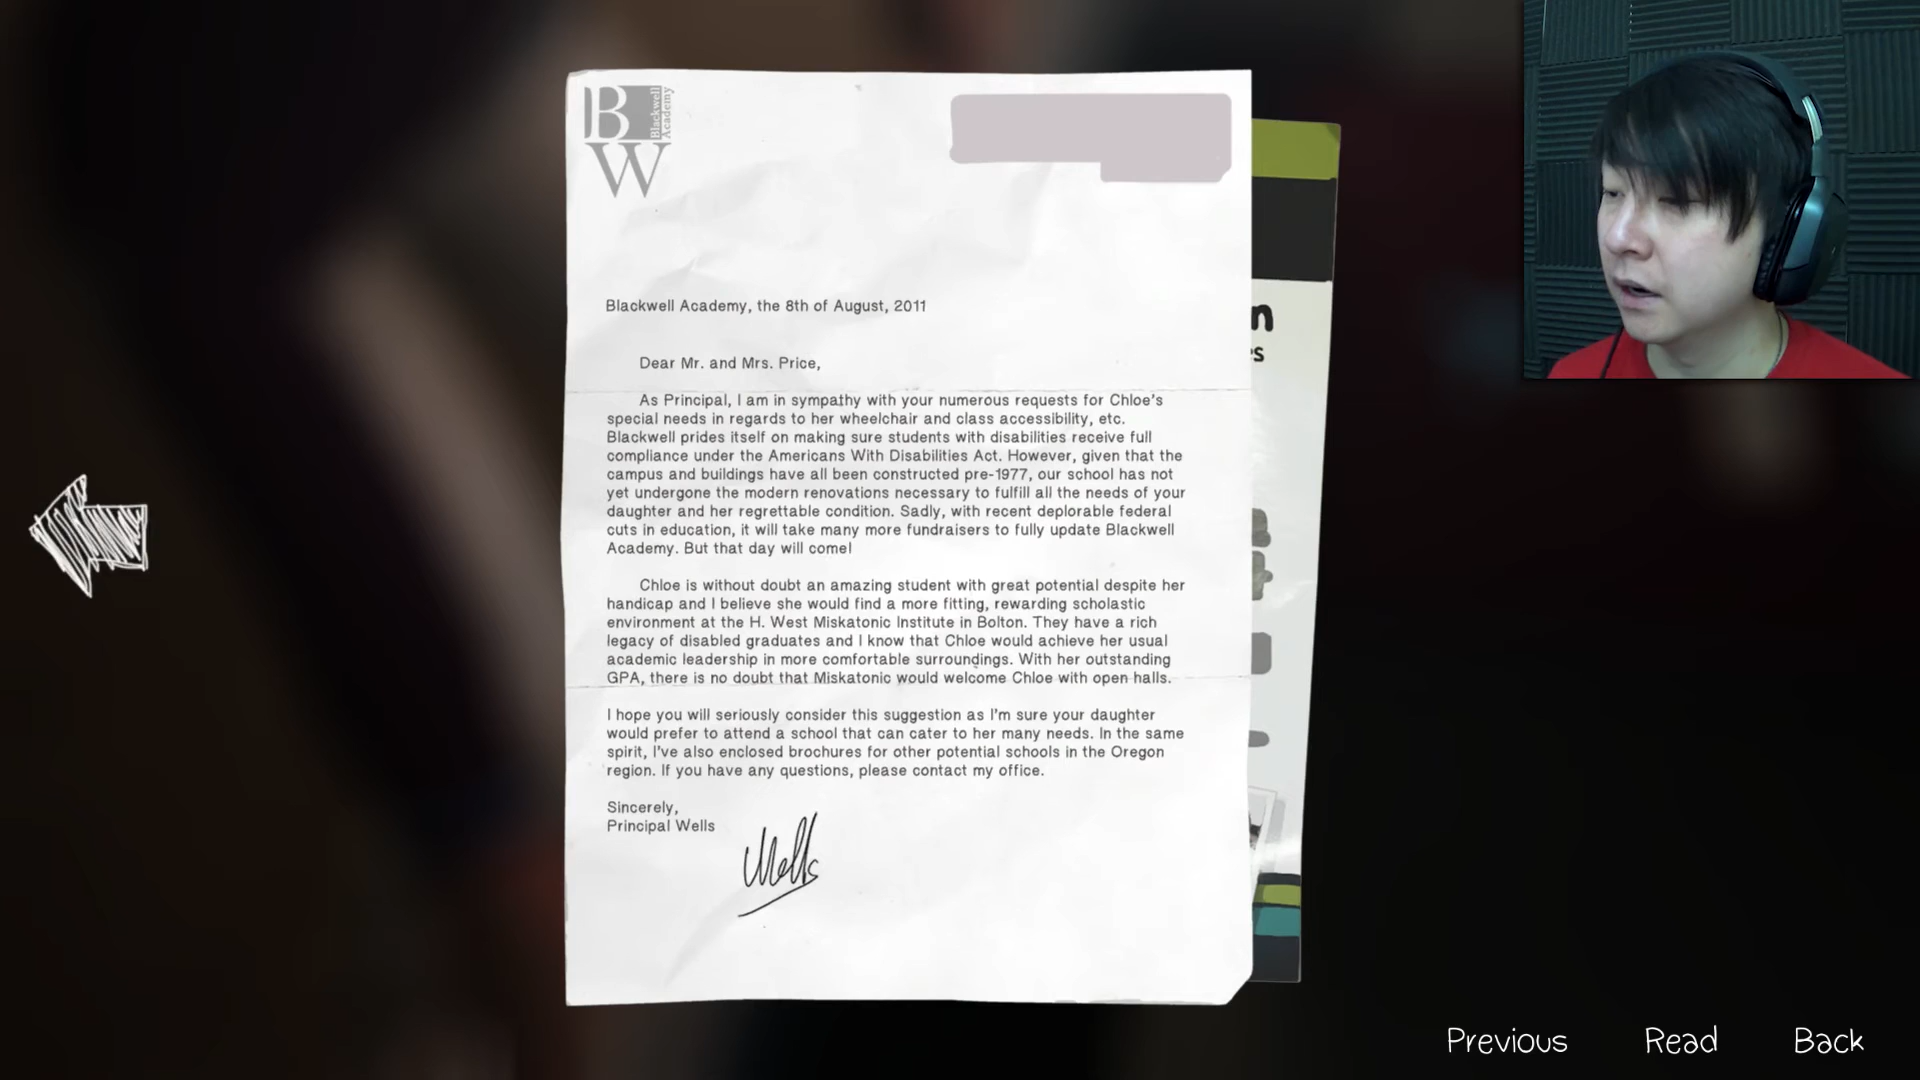 B
Blackwell
Academy
W
Blackwell Academy, the 8th of August, 2011
Dear Mr. and Mrs. Price,
As Principal, I am in sympathy with your numerous requests for Chloe's
special needs in regards to her wheelchair and class accessibility, etc.
Blackwell prides itself on making sure students with disabilities receive full
compliance under the Americans With Disabilities Act. However, given that the
campus and buildings have all been constructed pre-1977, our school has not
yet undergone the modern renovations necessary to fulfill all the needs of your
daughter and her regrettable condition. Sadly, with recent deplorable federal
cuts in education, it will take many more fundraisers to fully update Blackwell
Academy. But that day will come!
Chloe is without doubt an amazing student with great potential despite her
handicap and I believe she would find a more fitting, rewarding scholastic
environment at the H. West Miskatonic Institute in Bolton. They have a rich
legacy of disabled graduates and I know that Chloe would achieve her usual
academic leadership in more comfortable surroundings. With her outstanding
GPA, there is no doubt that Miskatonic would welcome Chloe with open halls.
I hope you will seriously consider this suggestion as I'm sure your daughter
would prefer to attend a school that can cater to her many needs. In the same
spirit, I've also enclosed brochures for other potential schools in the Oregon
region. If you have any questions, please contact my office.
Sincerely,
Principal Wells
Wells
Previous Read Back